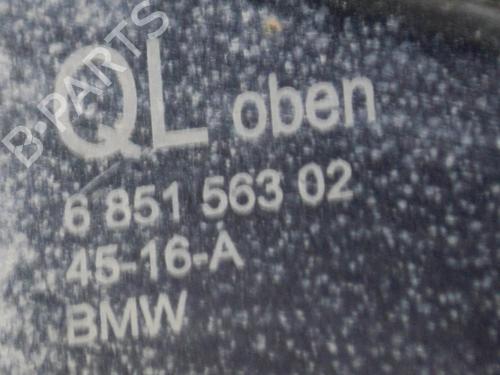 B-PARTS
QL oben
6 851 563 02
45-16-A
BMW